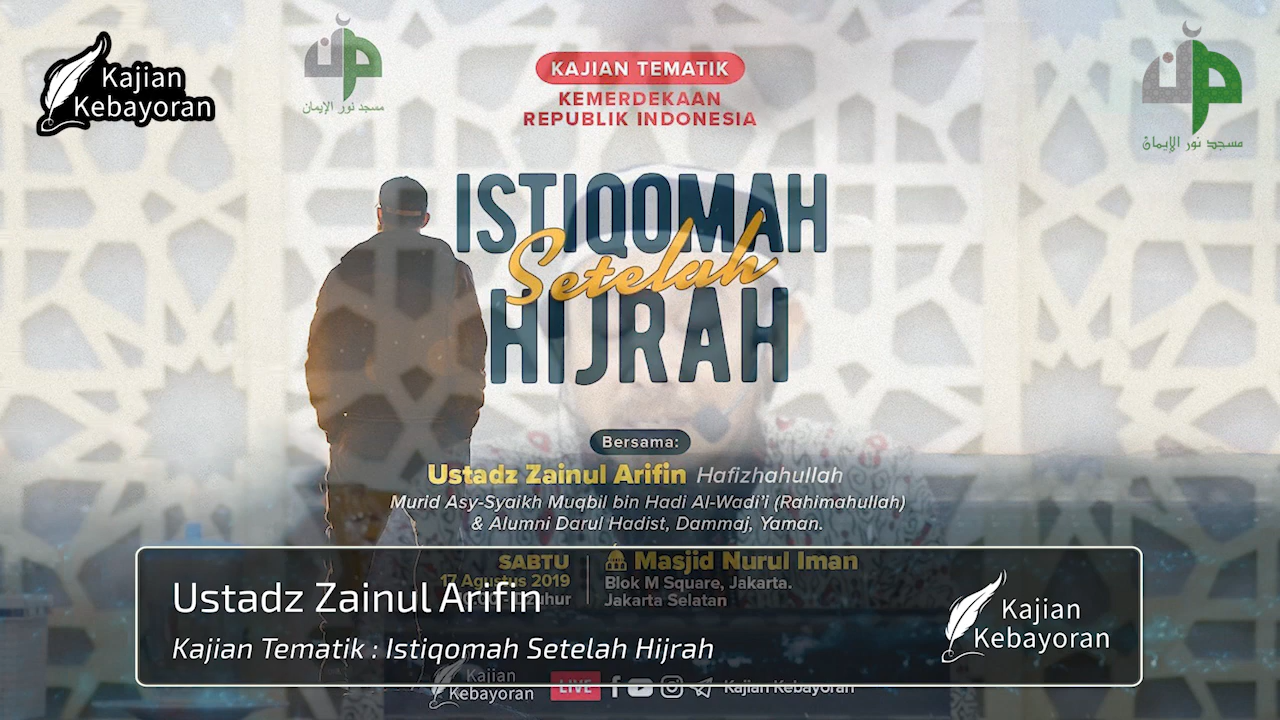 Kajian
Kebayoran
مسجد نور الإيمان
KAJIAN TEMATIK
KEMERDEKAAN
REPUBLIK INDONESIA
مسجد نور الإيمان
ISTIQOMAH
Setelah
HIJRAH
Bersama:
Ustadz Zainul Arifin Hafizhahullah
Murid Asy-Syaikh Muqbil bin Hadi Al-Wadi'i (Rahimahullah)
& Alumni Darul Hadist, Dammaj, Yaman.
SABTU
17 Agustus 2019
Masjid Nurul Iman
Blok M Square, Jakarta.
Jakarta Selatan
Ustadz Zainul Arifin
Kajian Tematik : Istiqomah Setelah Hijrah
Kajian
Kebayoran
Kajian
Kebayoran
LIVE
Kajian Kebayoran